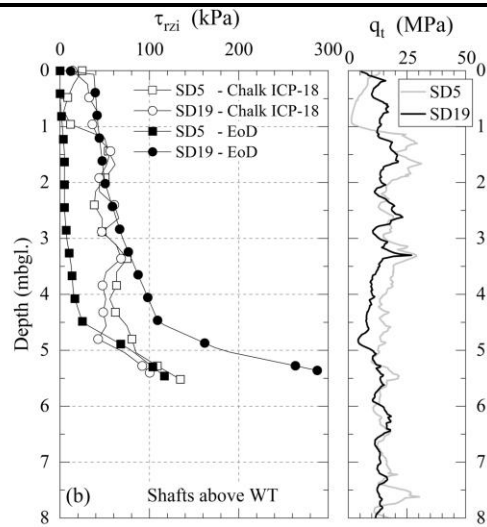 τrzi (kPa)
0 100 200 300
qt (MPa)
0 25 50
SD5 - Chalk ICP-18
SD19 - Chalk ICP-18
SD5 - EoD
SD19 - EoD
SD5
SD19
Depth (mbgl.)
0
1
2
3
4
5
6
7
8
0
1
2
3
4
5
6
7
8
(b) Shafts above WT